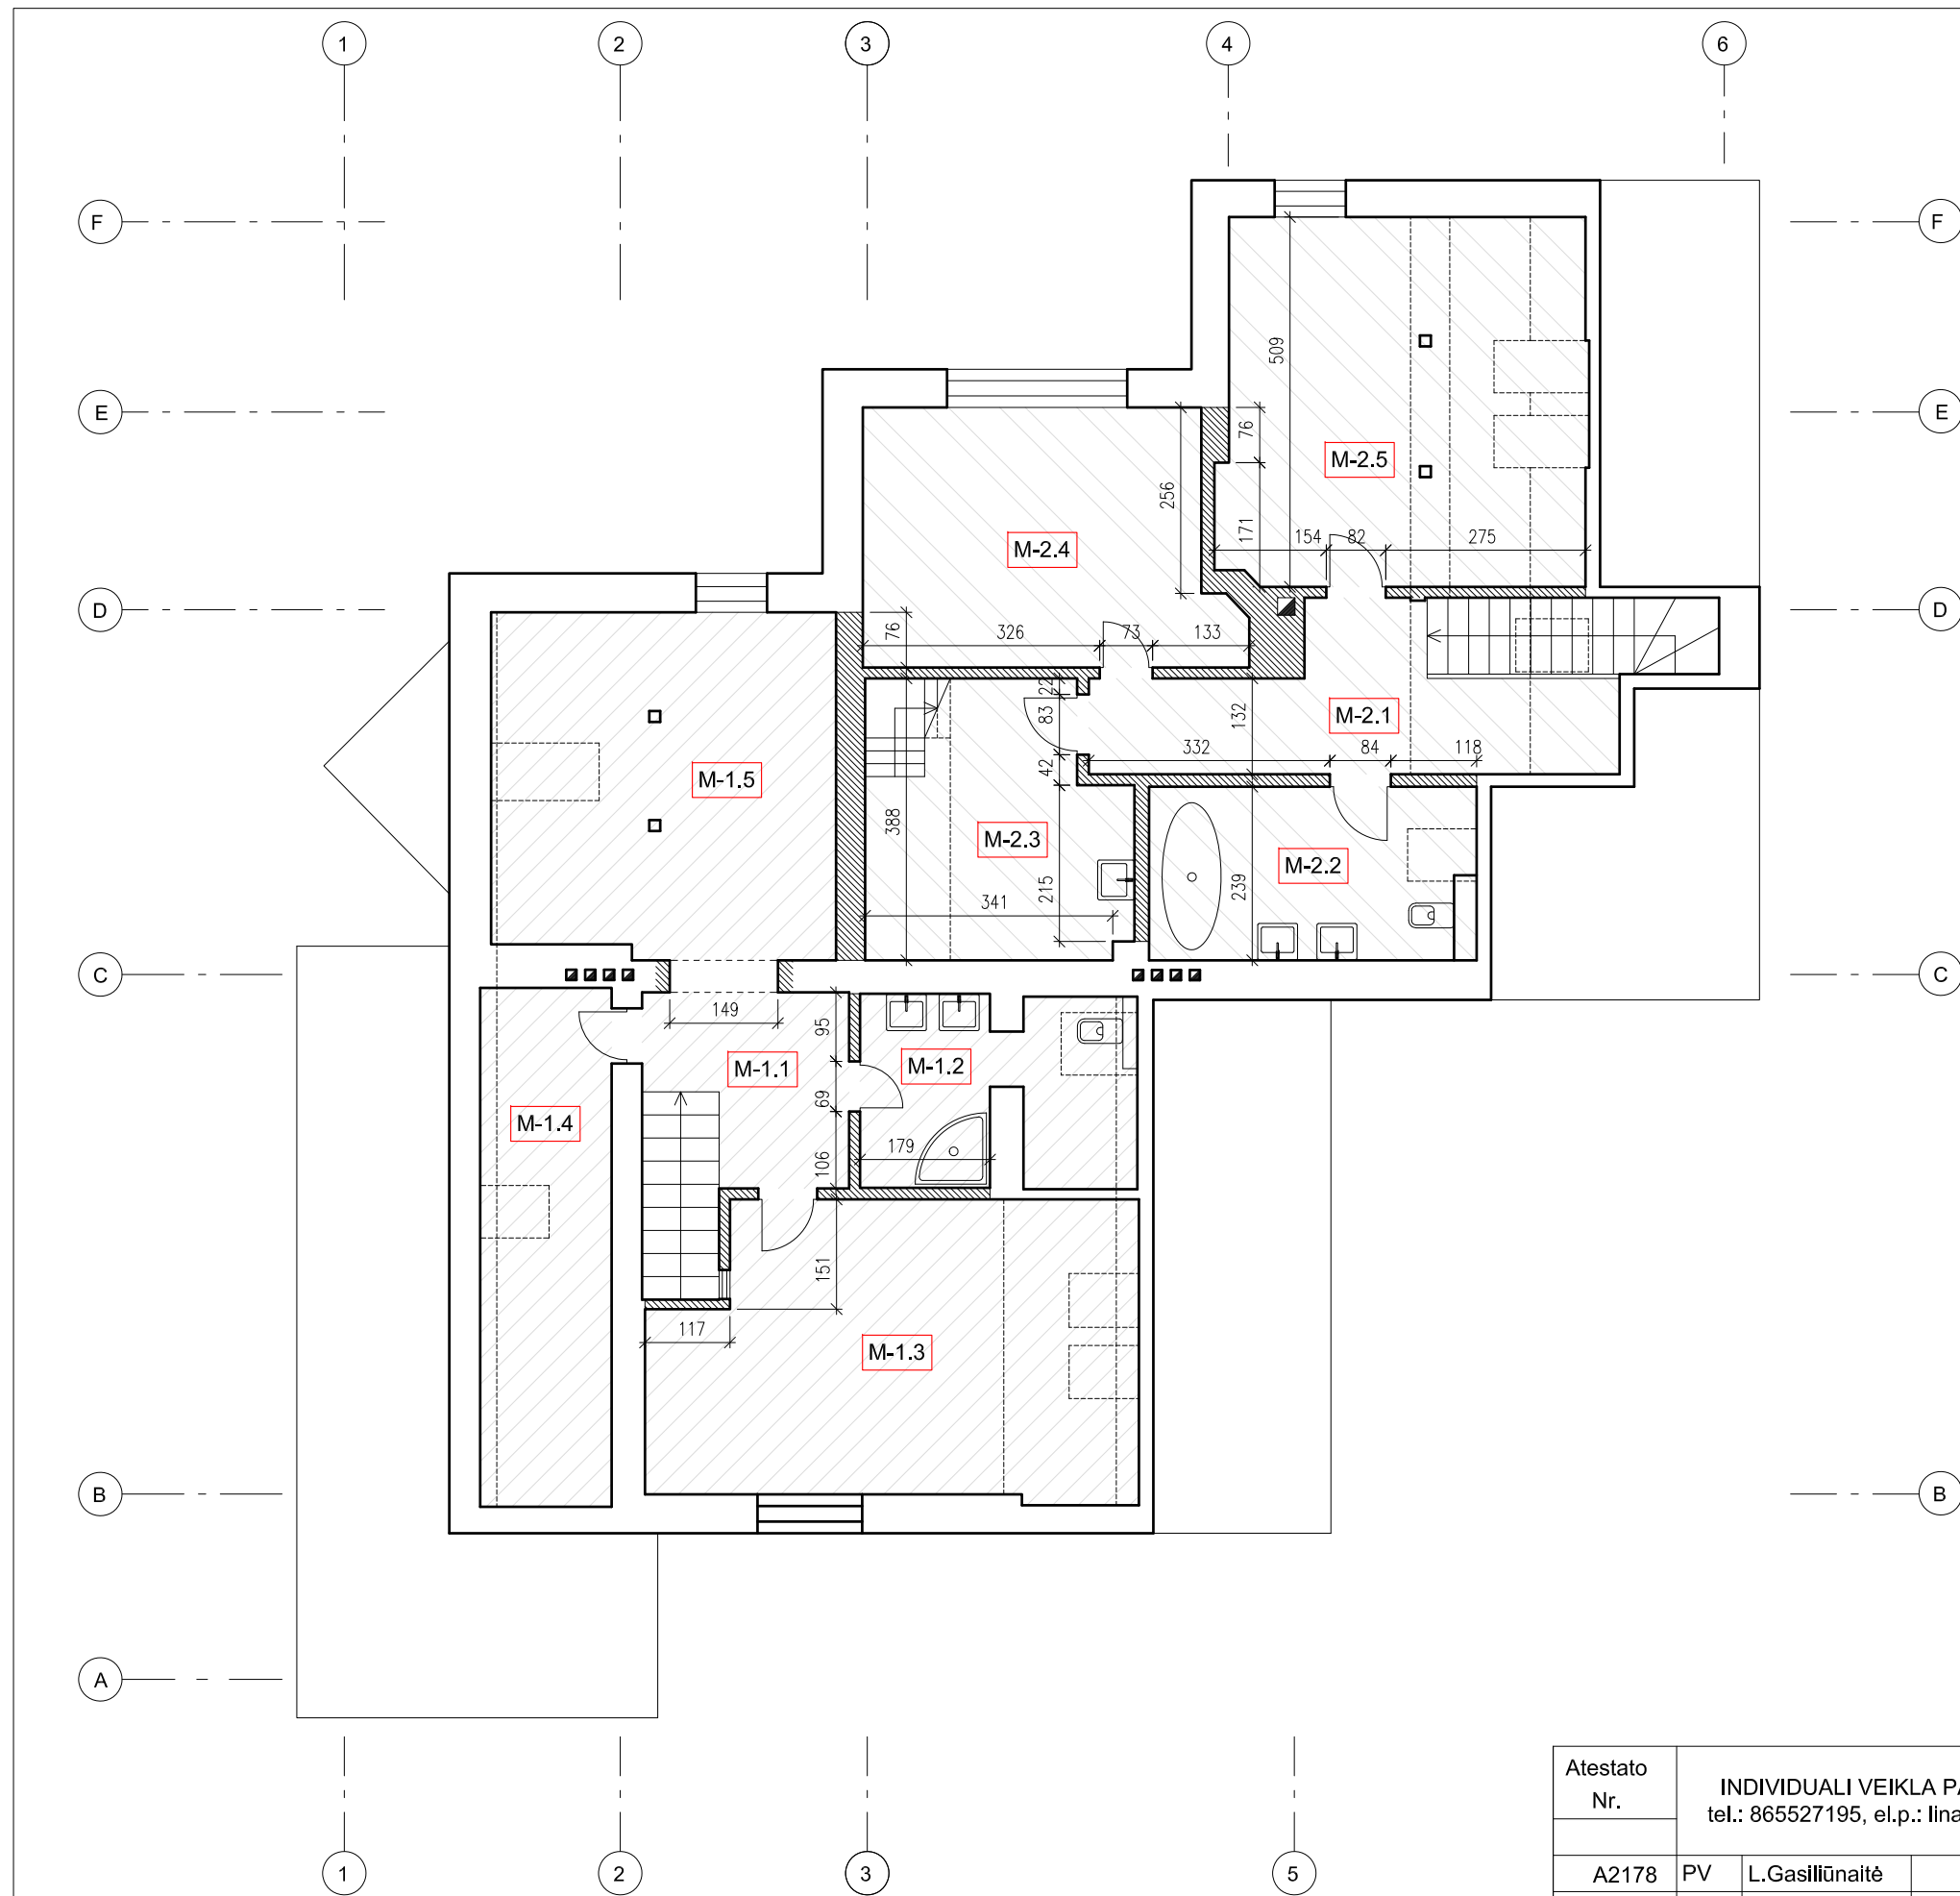 1 2 3 4 6
F F
E E
509
76
M-2.5
256
171
M-2.4
154 82 275
D D
76
326 73 133
22
83
132
M-2.1
332 84 118
42
M-1.5
388
M-2.3
M-2.2
239
215
341
C C
149
95
M-1.1
M-1.2
69
M-1.4
179
106
151
117
M-1.3
B B
A
Atestato
Nr.
INDIVIDUALI VEIKLA PA
tel.: 865527195, el.p.: lina
A2178 PV L.Gasiliūnaitė
1 2 3 5